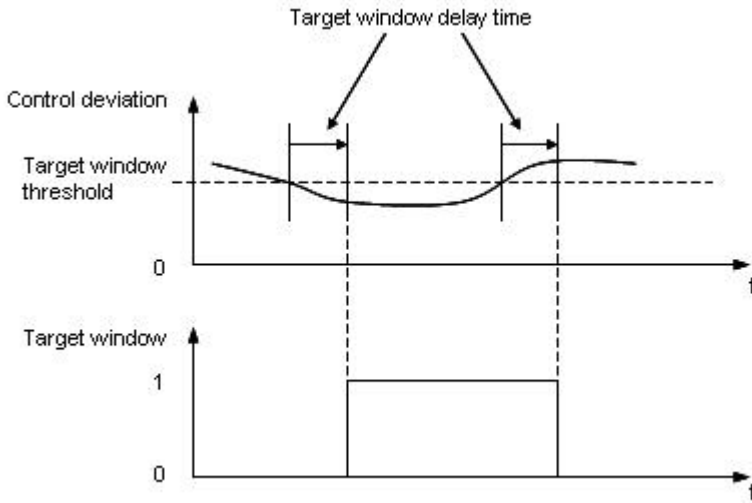 Target window delay time
Control deviation
Target window
threshold
0
t
Target window
1
0
t